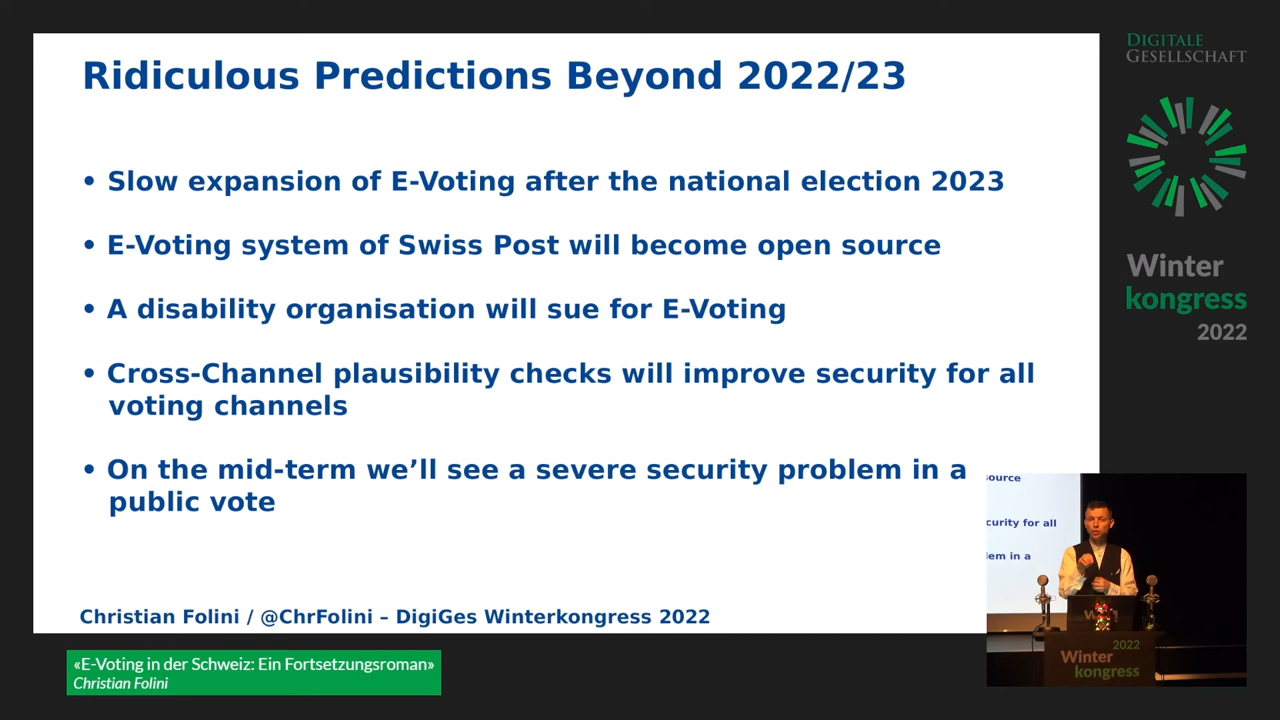 Ridiculous Predictions Beyond 2022/23
• Slow expansion of E-Voting after the national election 2023
• E-Voting system of Swiss Post will become open source
• A disability organisation will sue for E-Voting
• Cross-Channel plausibility checks will improve security for all
voting channels
• On the mid-term we’ll see a severe security problem in a
public vote
Christian Folini / @ChrFolini – DigiGes Winterkongress 2022
«E-Voting in der Schweiz: Ein Fortsetzungsroman»
Christian Folini
DIGITALE
GESELLSCHAFT
Winter
kongress
2022
source
curity for all
lem in a
2022
Winter
kongress